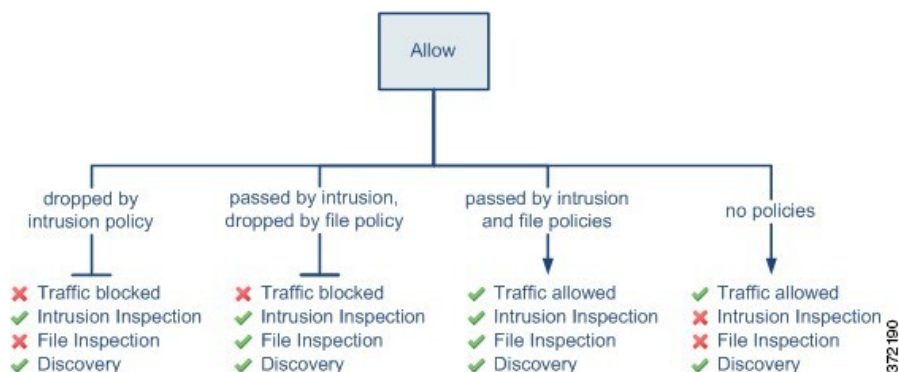 Allow
dropped by
intrusion policy
passed by intrusion,
dropped by file policy
passed by intrusion
and file policies
no policies
Traffic blocked
Intrusion Inspection
File Inspection
Discovery
Traffic blocked
Intrusion Inspection
File Inspection
Discovery
Traffic allowed
Intrusion Inspection
File Inspection
Discovery
Traffic allowed
Intrusion Inspection
File Inspection
Discovery
372190